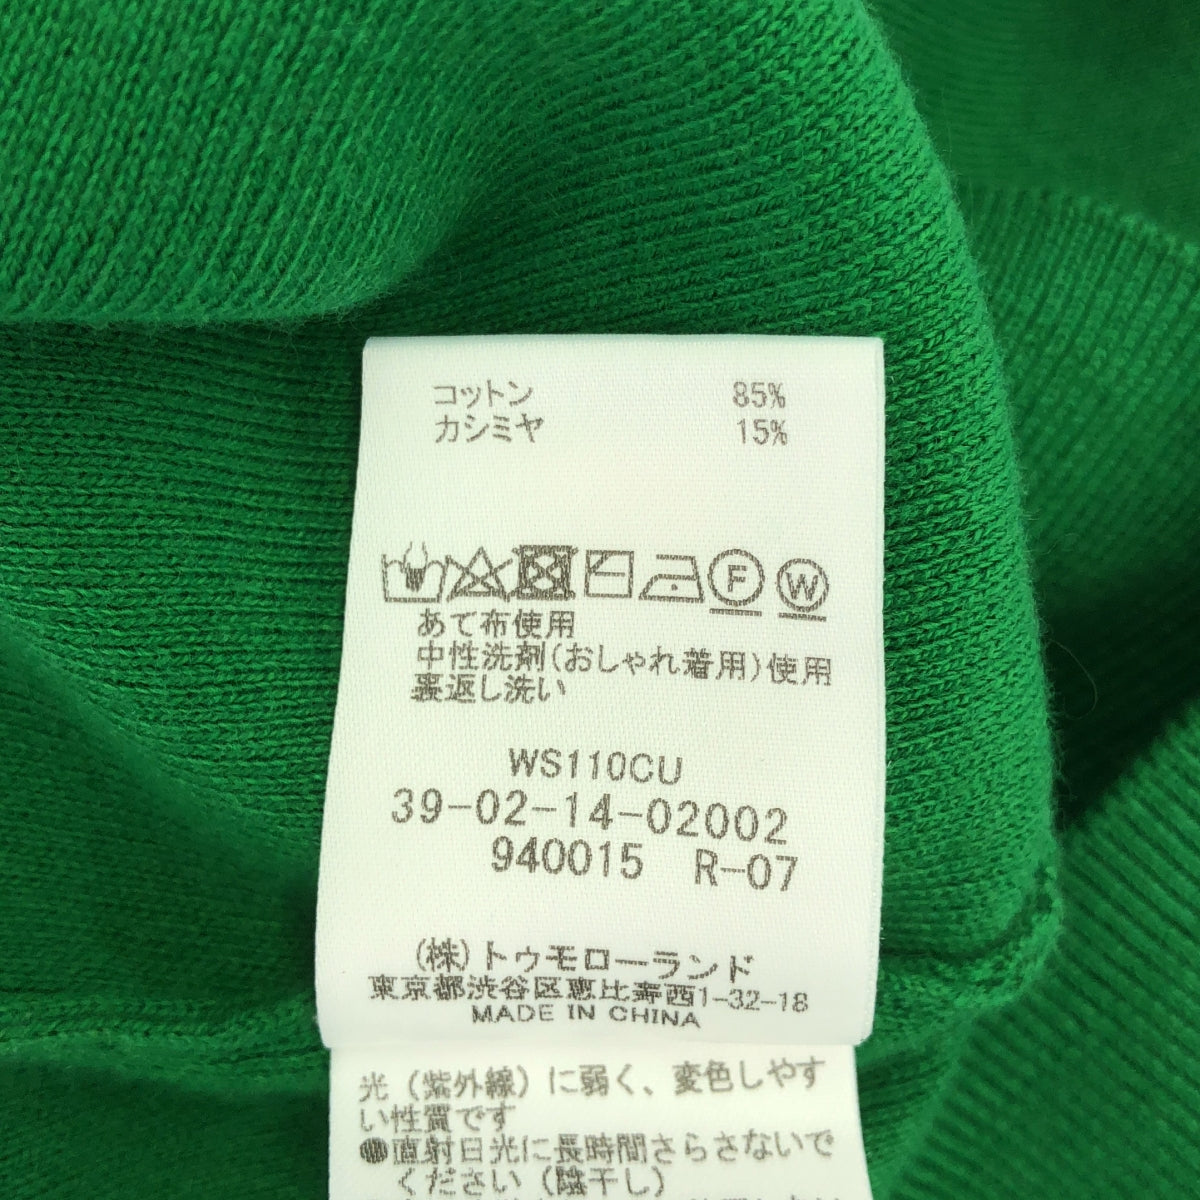 コットン 85%
カシミヤ 15%
F W
あて布使用
中性洗剤(おしゃれ着用)使用
裏返し洗い
WS110CU
39-02-14-02002
940015 R-07
(株)トゥモローランド
東京都渋谷区恵比寿西1-32-18
MADE IN CHINA
光(紫外線)に弱く、変色しやす
い性質です
●直射日光に長時間さらさないで
ください(陰干し)